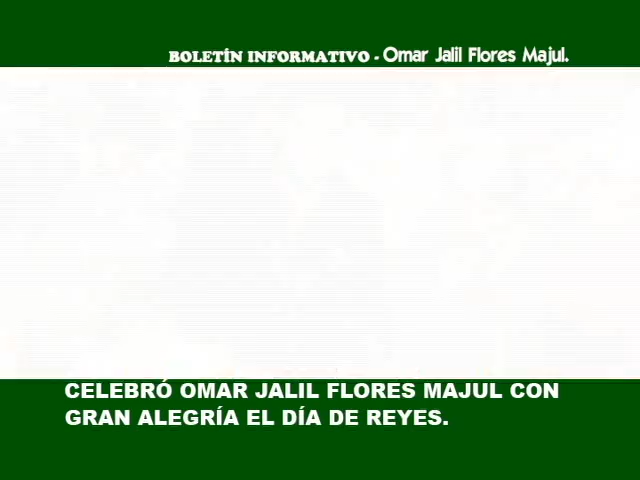 BOLETÍN INFORMATIVO - Omar Jalil Flores Majul.
CELEBRÓ OMAR JALIL FLORES MAJUL CON
GRAN ALEGRÍA EL DÍA DE REYES.